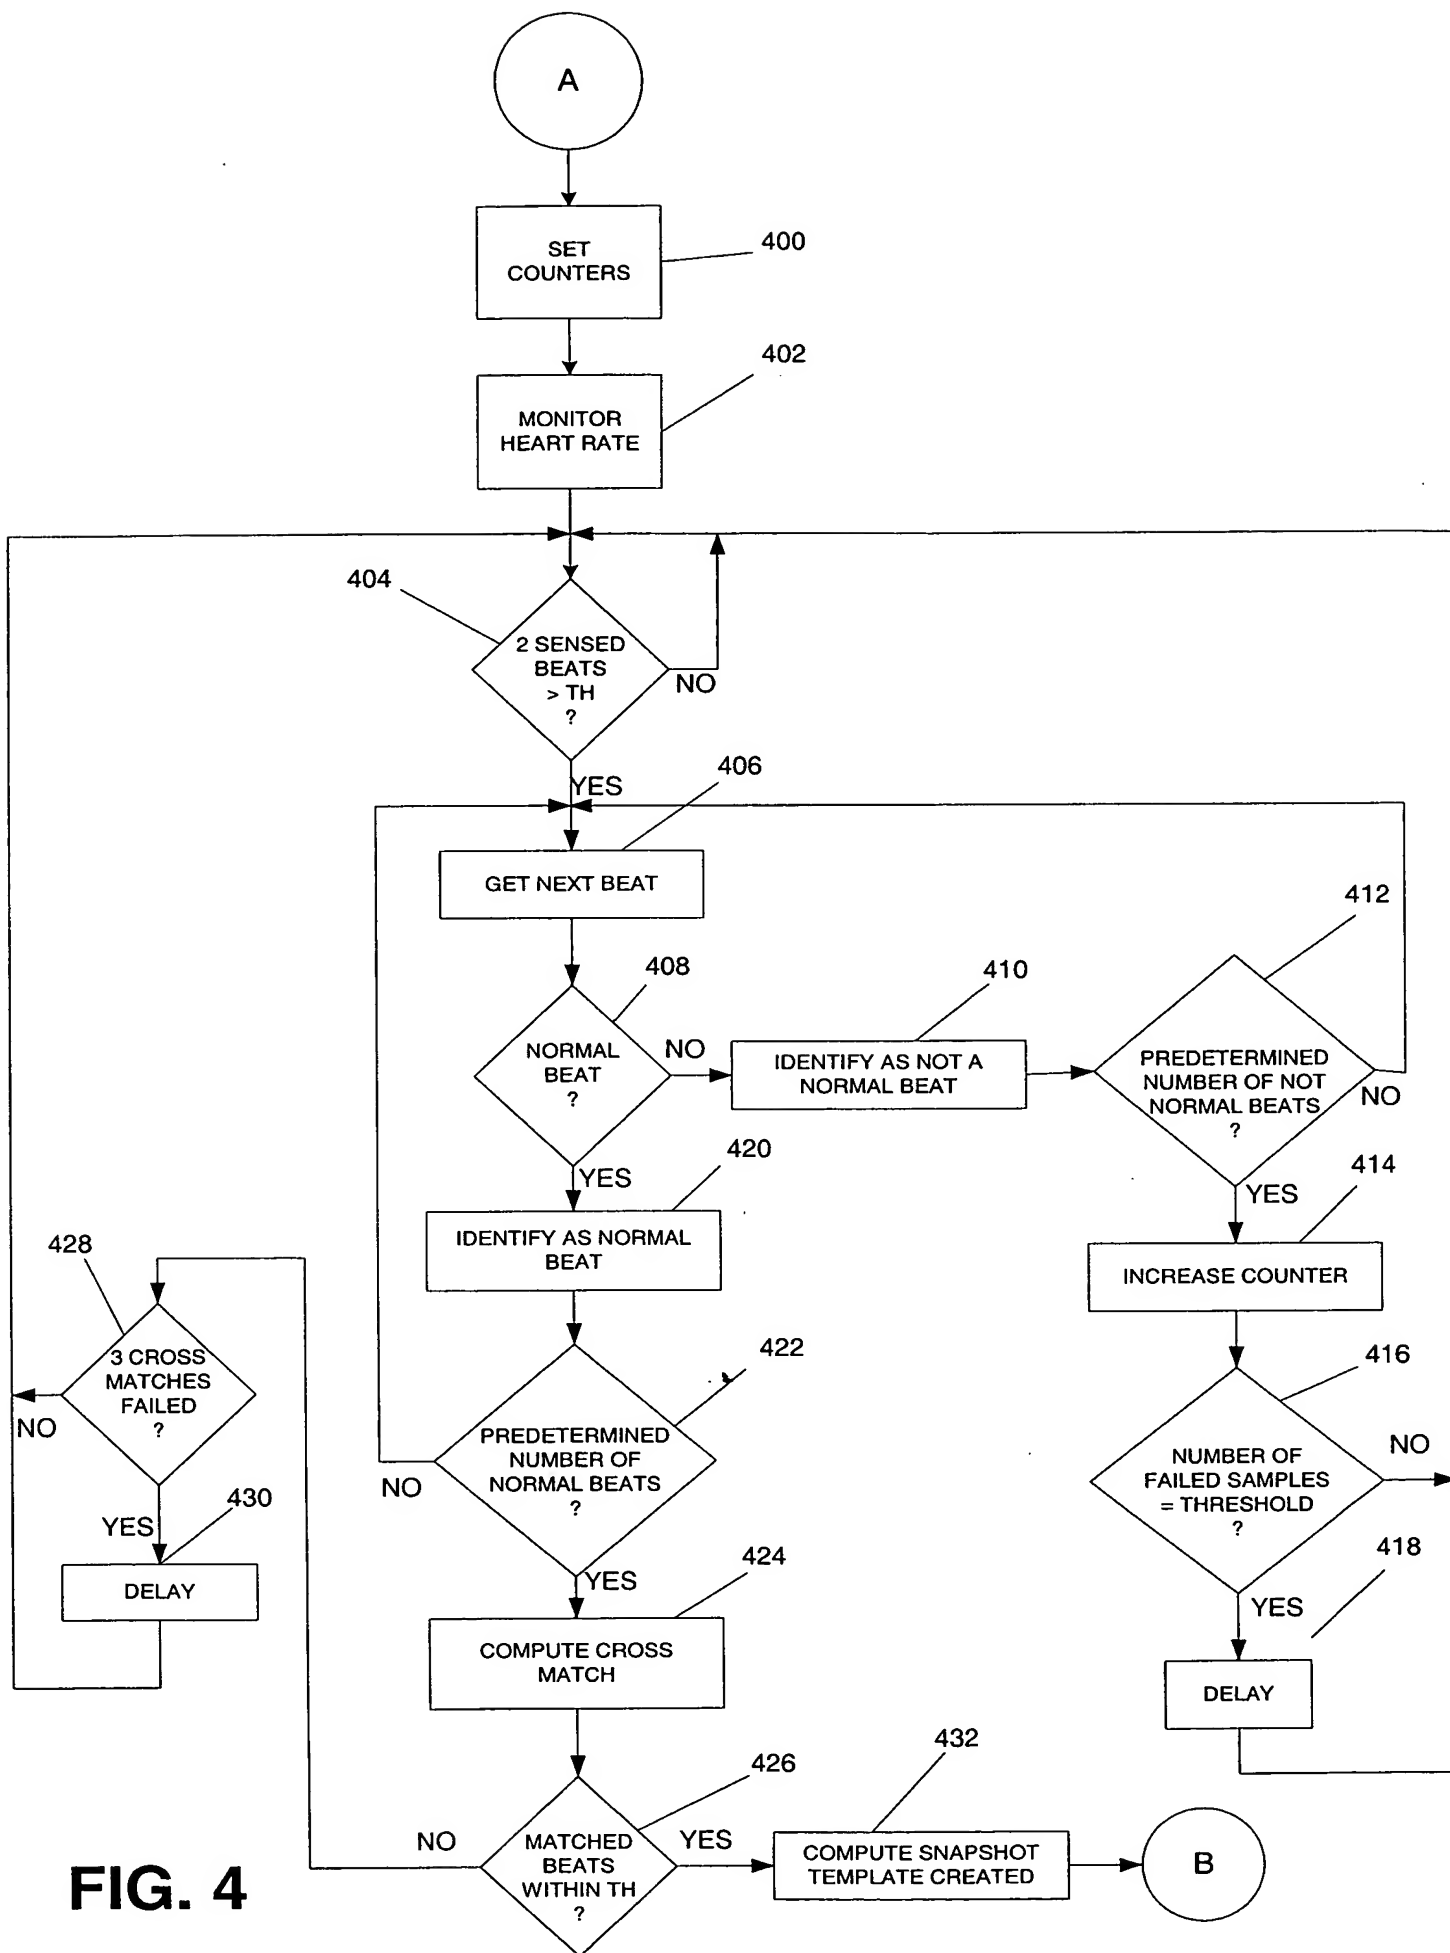 A
SET
COUNTERS
400
MONITOR
HEART RATE
402
404
2 SENSED
BEATS
> TH
?
NO
YES
406
GET NEXT BEAT
408
NORMAL
BEAT
?
NO
410
IDENTIFY AS NOT A
NORMAL BEAT
412
PREDETERMINED
NUMBER OF NOT
NORMAL BEATS
?
NO
YES
414
INCREASE COUNTER
416
NUMBER OF
FAILED SAMPLES
= THRESHOLD
?
NO
YES
418
DELAY
YES
420
IDENTIFY AS NORMAL
BEAT
422
PREDETERMINED
NUMBER OF
NORMAL BEATS
?
NO
YES
424
COMPUTE CROSS
MATCH
426
MATCHED
BEATS
WITHIN TH
?
NO
YES
428
3 CROSS
MATCHES
FAILED
?
NO
YES
430
DELAY
432
COMPUTE SNAPSHOT
TEMPLATE CREATED
B
FIG. 4